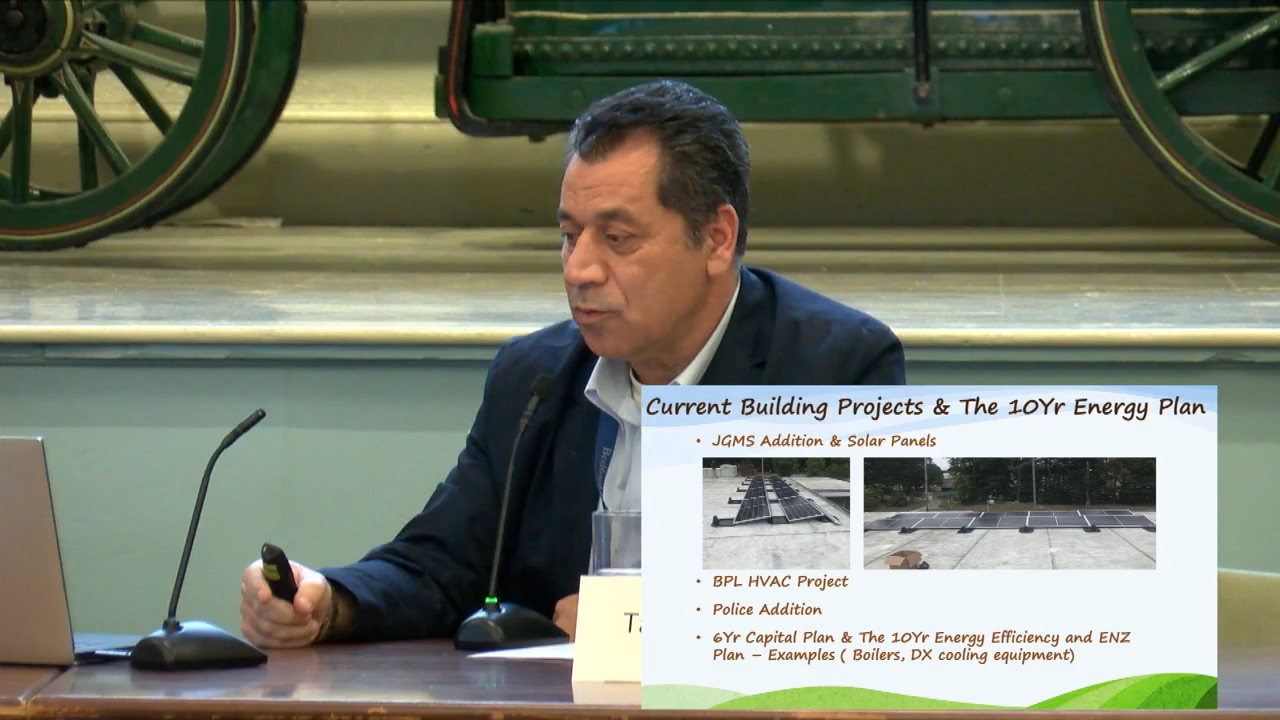 Current Building Projects & The 10Yr Energy Plan
• JGMS Addition & Solar Panels
• BPL HVAC Project
• Police Addition
• 6Yr Capital Plan & The 10Yr Energy Efficiency and ENZ
Plan – Examples ( Boilers, DX cooling equipment)